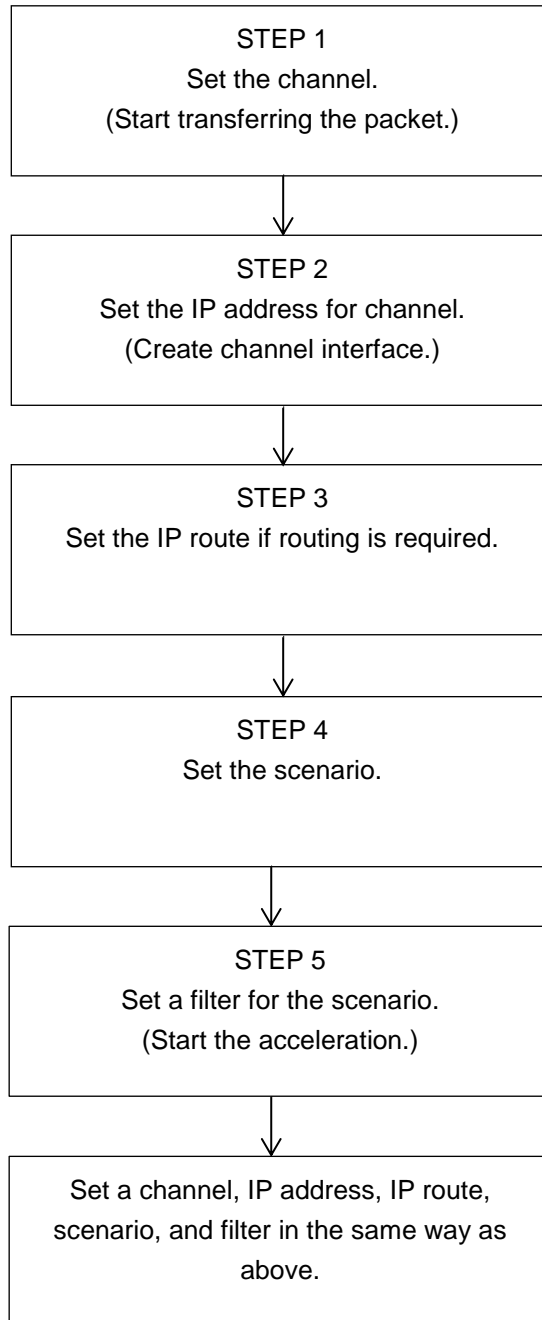 STEP 1
Set the channel.
(Start transferring the packet.)
STEP 2
Set the IP address for channel.
(Create channel interface.)
STEP 3
Set the IP route if routing is required.
STEP 4
Set the scenario.
STEP 5
Set a filter for the scenario.
(Start the acceleration.)
Set a channel, IP address, IP route,
scenario, and filter in the same way as
above.